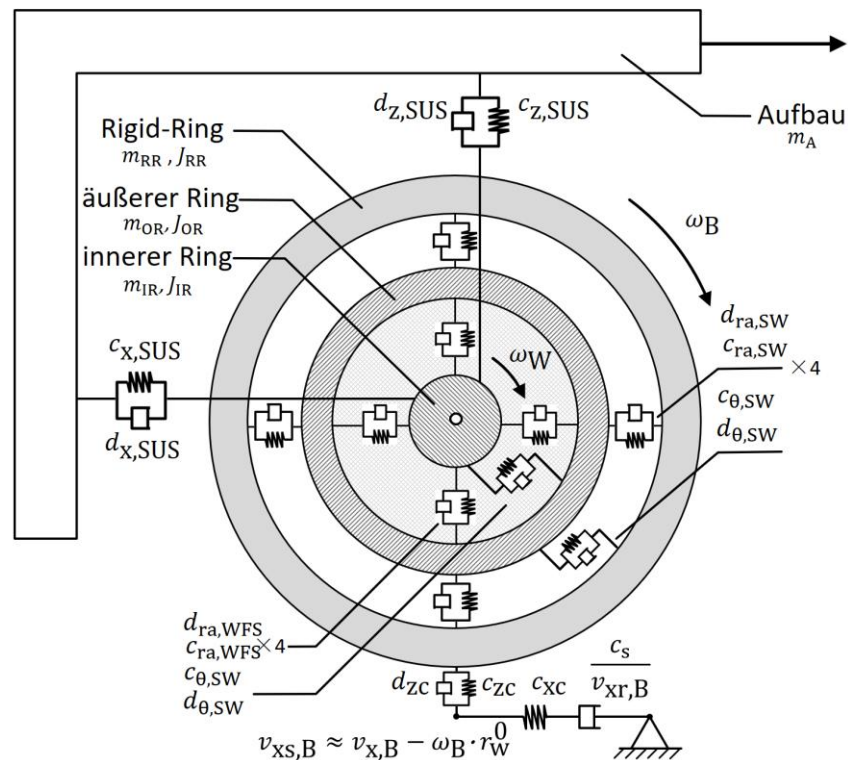 d_z,SUS c_z,SUS
Aufbau
m_A
Rigid-Ring
m_RR, J_RR
äußerer Ring
m_OR, J_OR
innerer Ring
m_IR, J_IR
ω_B
ω_W
c_x,SUS
d_x,SUS
d_ra,SW
c_ra,SW ×4
c_θ,SW
d_θ,SW
d_ra,WFS
c_ra,WFS ×4
c_θ,SW
d_θ,SW
d_zc c_zc c_xc c_s / v_xr,B
v_xs,B ≈ v_x,B − ω_B · r_w^0